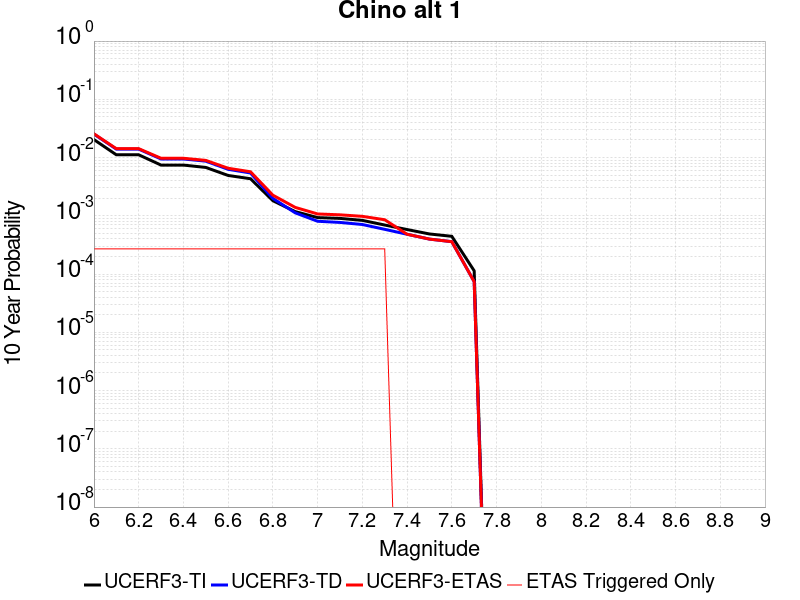 Chino alt 1
10 Year Probability
10^0
10^-1
10^-2
10^-3
10^-4
10^-5
10^-6
10^-7
10^-8
6 6.2 6.4 6.6 6.8 7 7.2 7.4 7.6 7.8 8 8.2 8.4 8.6 8.8 9
Magnitude
UCERF3-TI UCERF3-TD UCERF3-ETAS ETAS Triggered Only